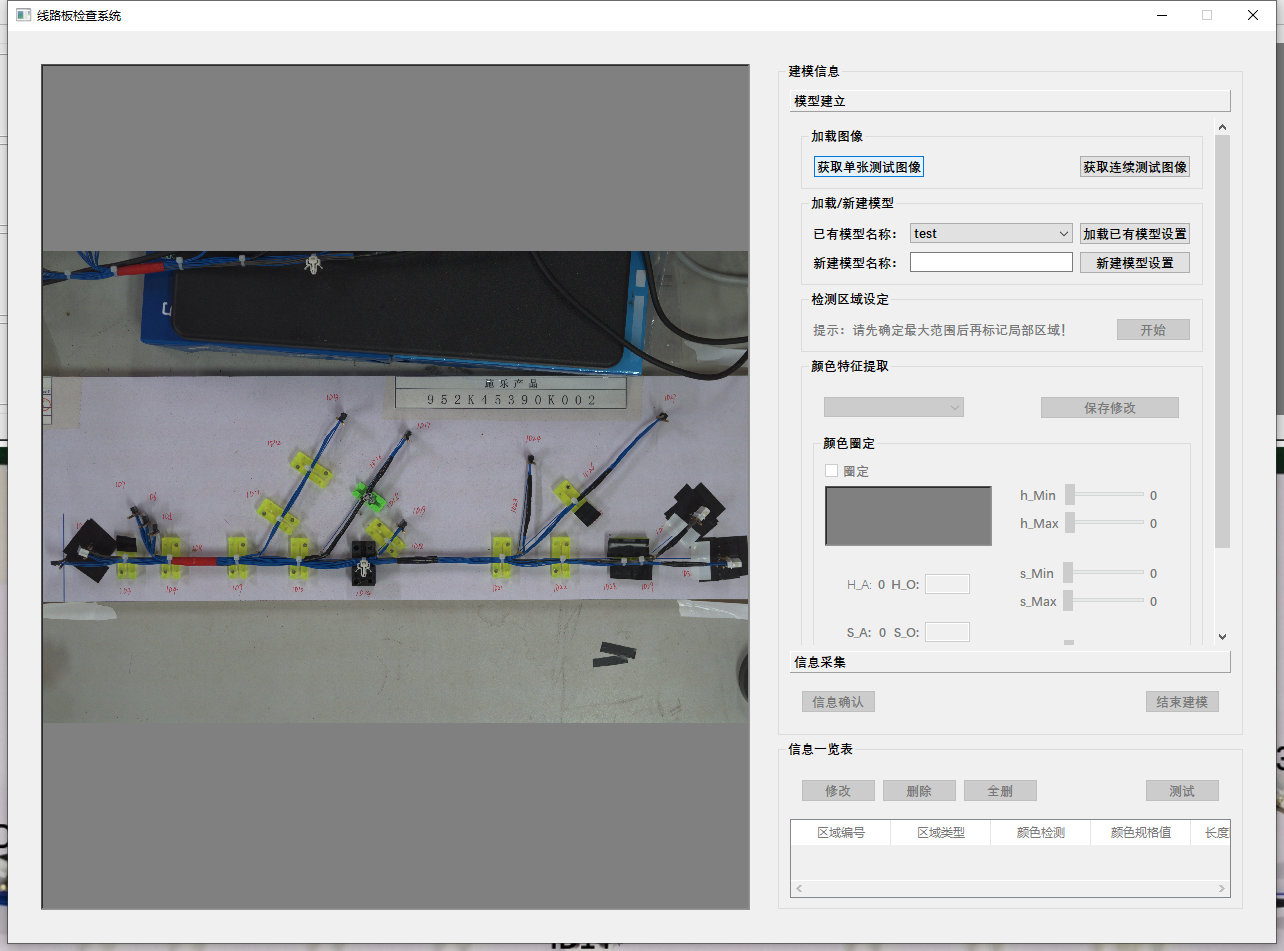 线路板检查系统
建模信息
模型建立
加载图像
获取单张测试图像 获取连续测试图像
加载/新建模型
已有模型名称： test 加载已有模型设置
新建模型名称： 新建模型设置
检测区域设定
提示：请先确定最大范围后再标记局部区域！ 开始
颜色特征提取
保存修改
颜色圈定
圈定
h_Min 0
h_Max 0
s_Min 0
H_A: 0 H_O:
s_Max 0
S_A: 0 S_O:
信息采集
信息确认 结束建模
信息一览表
修改 删除 全删 测试
区域编号 区域类型 颜色检测 颜色规格值 长度
施乐产品
952K45390K002